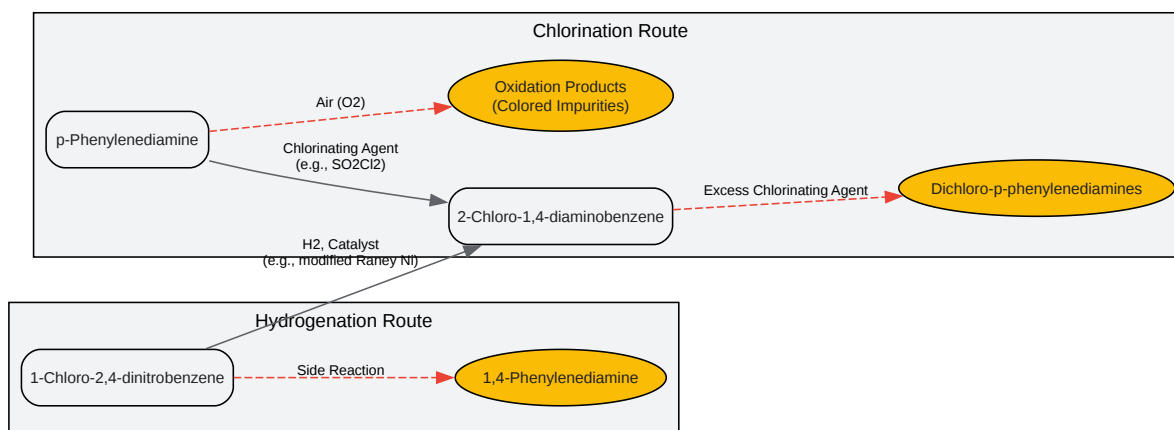 Chlorination Route
Oxidation Products
(Colored Impurities)
Air (O2)
p-Phenylenediamine
Chlorinating Agent
(e.g., SO2Cl2)
Excess Chlorinating Agent
Dichloro-p-phenylenediamines
2-Chloro-1,4-diaminobenzene
H2, Catalyst
(e.g., modified Raney Ni)
Hydrogenation Route
1-Chloro-2,4-dinitrobenzene
Side Reaction
1,4-Phenylenediamine